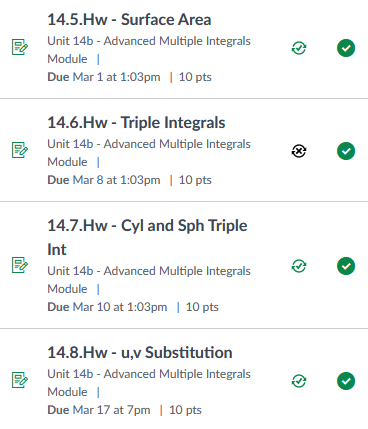 14.5.Hw - Surface Area
Unit 14b - Advanced Multiple Integrals
Module |
Due Mar 1 at 1:03pm | 10 pts
14.6.Hw - Triple Integrals
Unit 14b - Advanced Multiple Integrals
Module |
Due Mar 8 at 1:03pm | 10 pts
14.7.Hw - Cyl and Sph Triple
Int
Unit 14b - Advanced Multiple Integrals
Module |
Due Mar 10 at 1:03pm | 10 pts
14.8.Hw - u,v Substitution
Unit 14b - Advanced Multiple Integrals
Module |
Due Mar 17 at 7pm | 10 pts